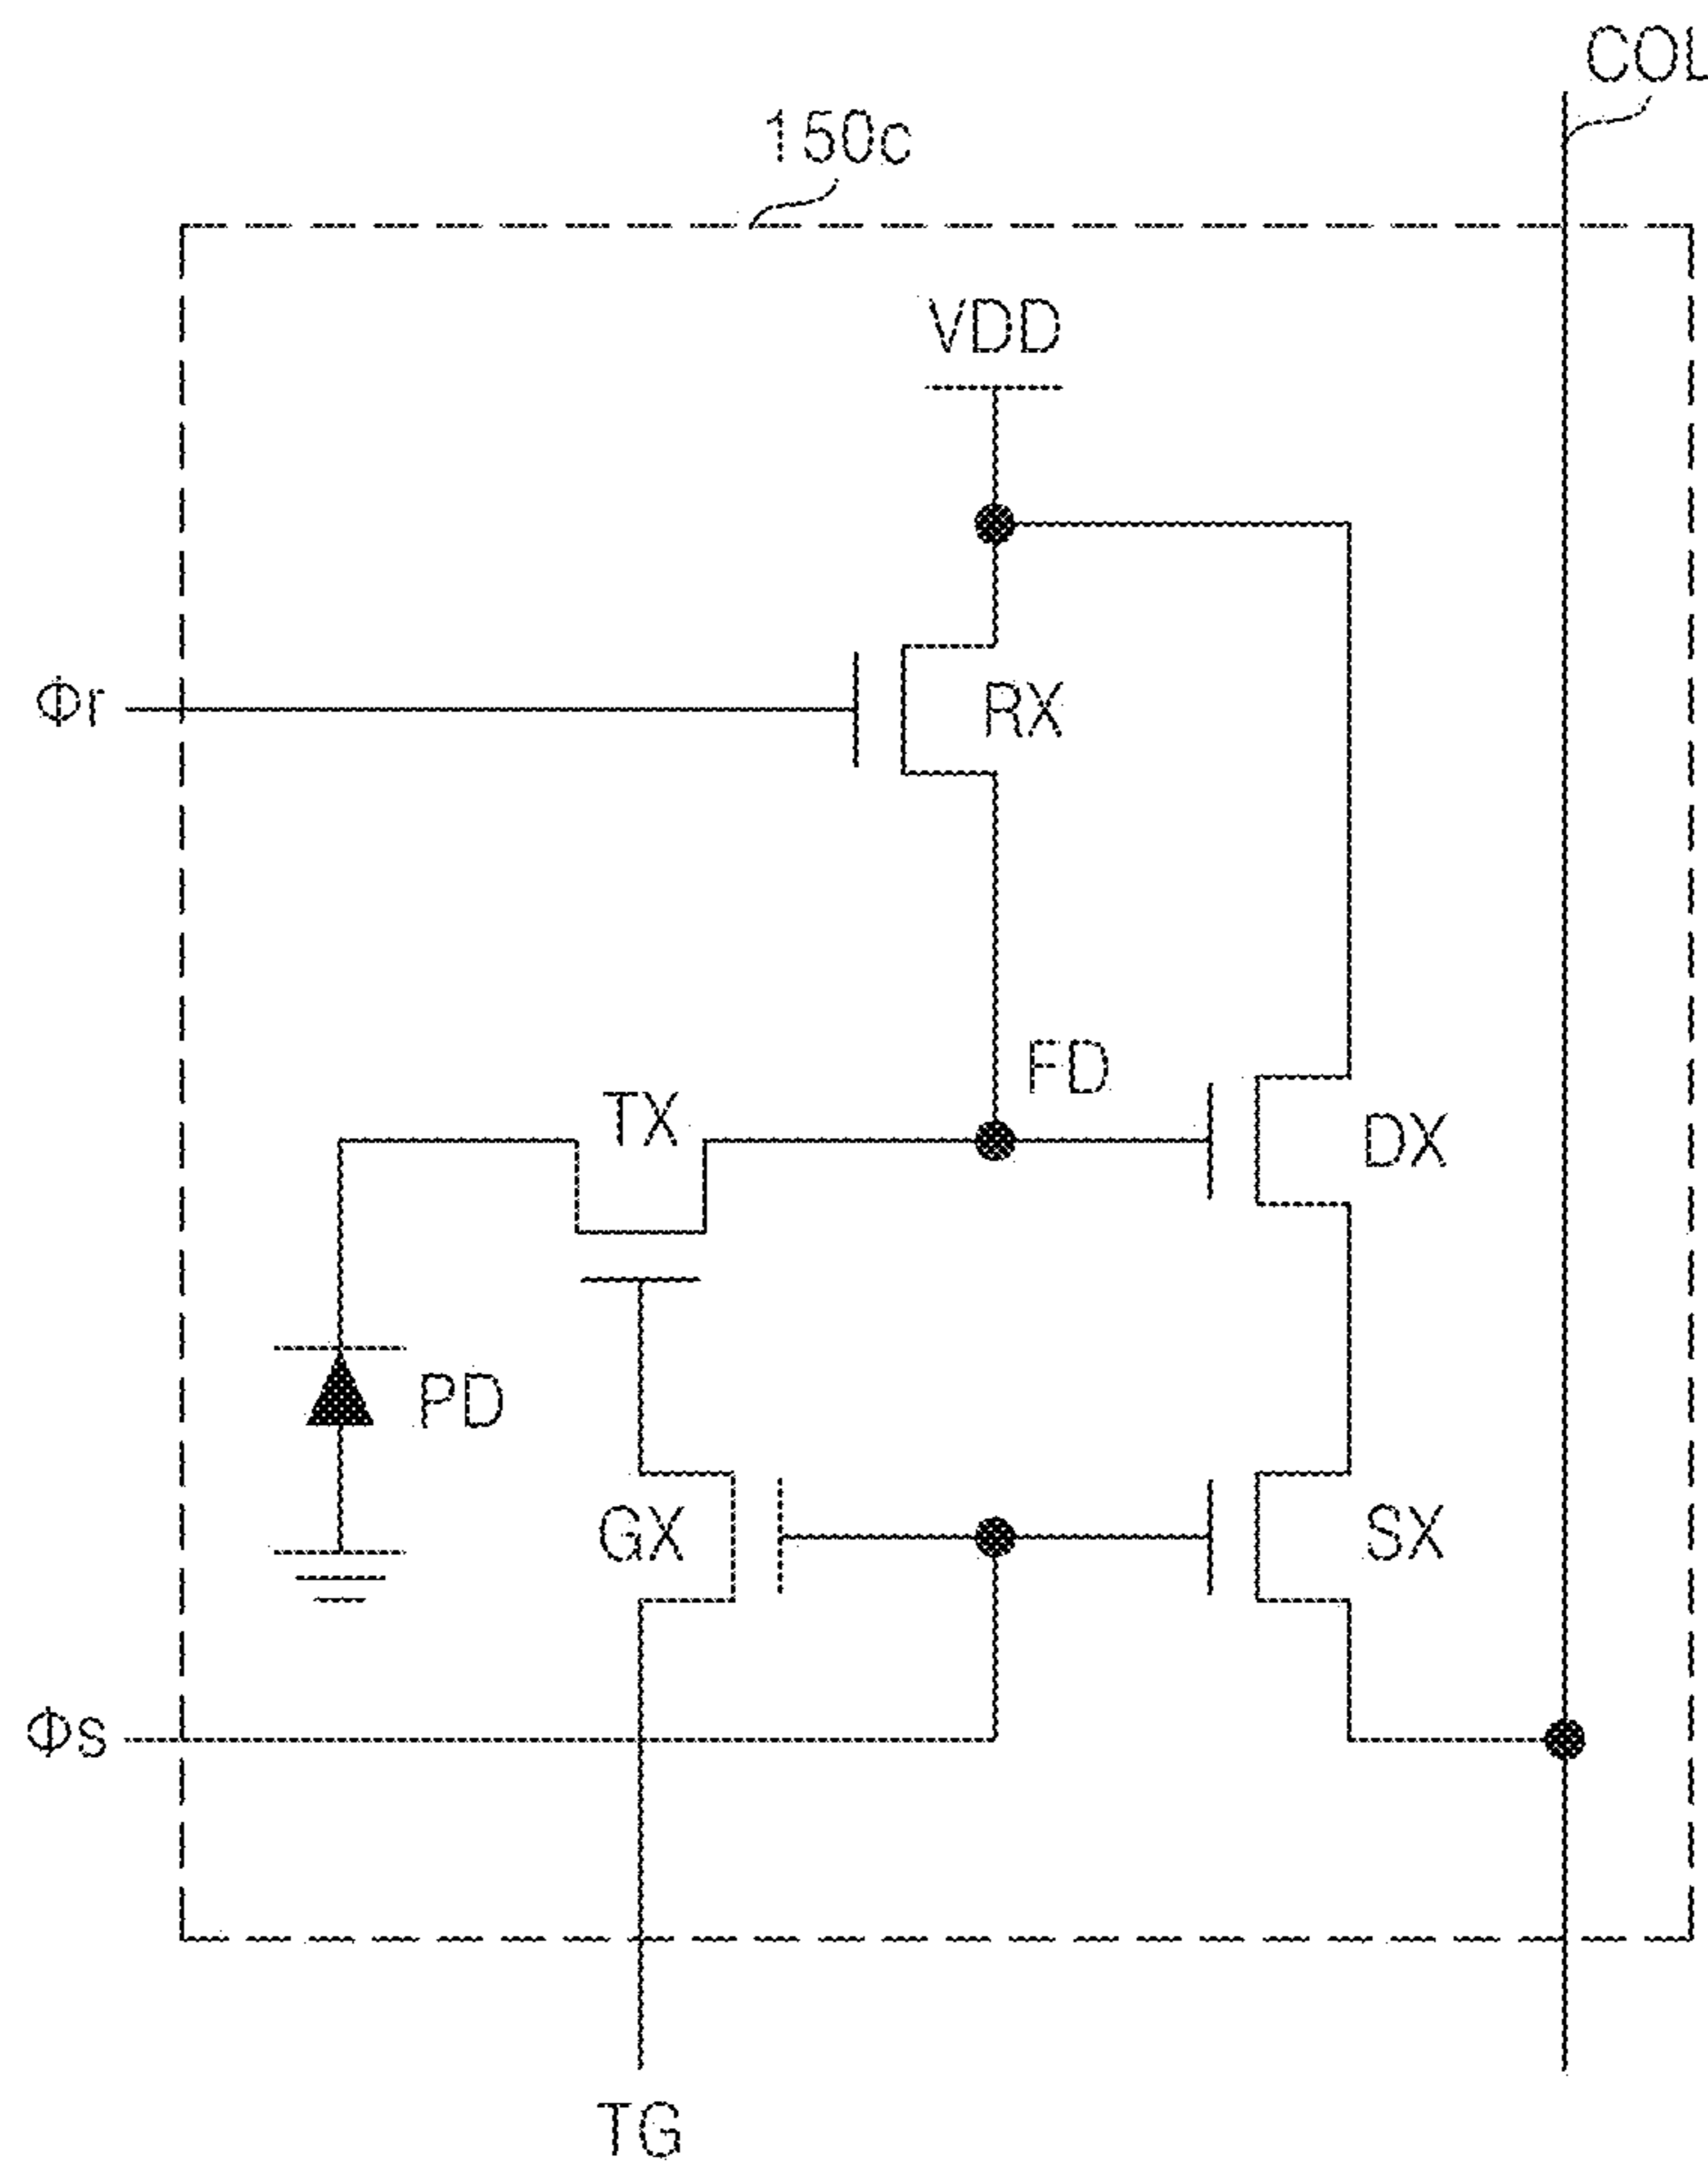 COL
150c
VDD
Φr
RX
FD
TX
DX
PD
GX
SX
Φs
TG